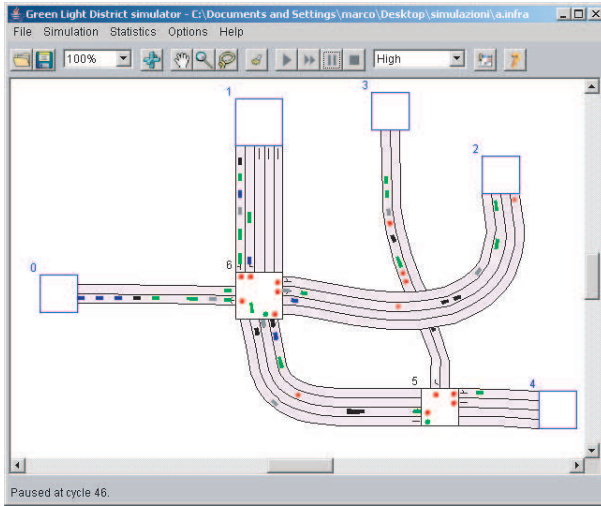 Green Light District simulator - C:\Documents and Settings\marco\Desktop\simulazioni\a.infra
File Simulation Statistics Options Help
100% High
3
1
2
6
0
5
4
Paused at cycle 46.